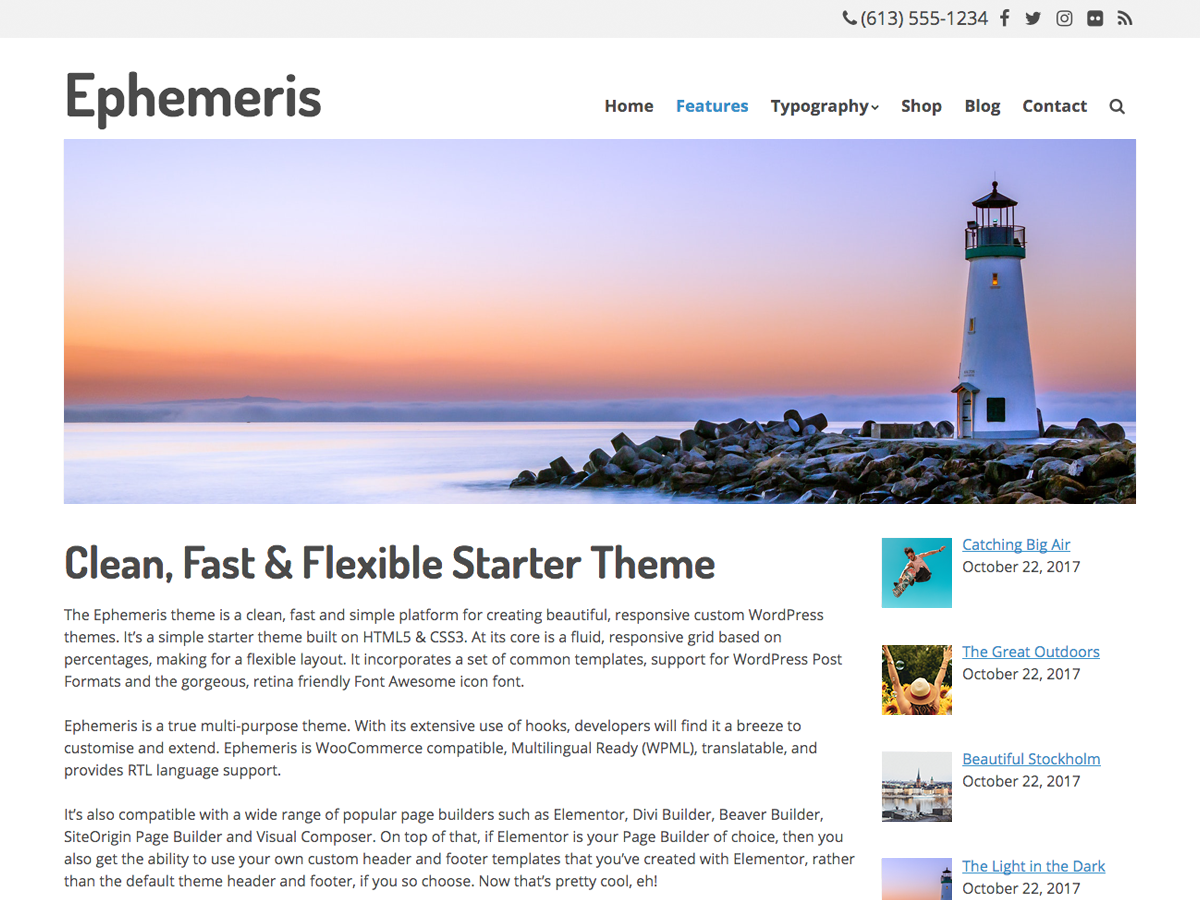 (613) 555-1234
Ephemeris
Home Features Typography Shop Blog Contact
Clean, Fast & Flexible Starter Theme
The Ephemeris theme is a clean, fast and simple platform for creating beautiful, responsive custom WordPress
themes. It’s a simple starter theme built on HTML5 & CSS3. At its core is a fluid, responsive grid based on
percentages, making for a flexible layout. It incorporates a set of common templates, support for WordPress Post
Formats and the gorgeous, retina friendly Font Awesome icon font.
Ephemeris is a true multi-purpose theme. With its extensive use of hooks, developers will find it a breeze to
customise and extend. Ephemeris is WooCommerce compatible, Multilingual Ready (WPML), translatable, and
provides RTL language support.
It’s also compatible with a wide range of popular page builders such as Elementor, Divi Builder, Beaver Builder,
SiteOrigin Page Builder and Visual Composer. On top of that, if Elementor is your Page Builder of choice, then you
also get the ability to use your own custom header and footer templates that you’ve created with Elementor, rather
than the default theme header and footer, if you so choose. Now that’s pretty cool, eh!
Catching Big Air
October 22, 2017
The Great Outdoors
October 22, 2017
Beautiful Stockholm
October 22, 2017
The Light in the Dark
October 22, 2017